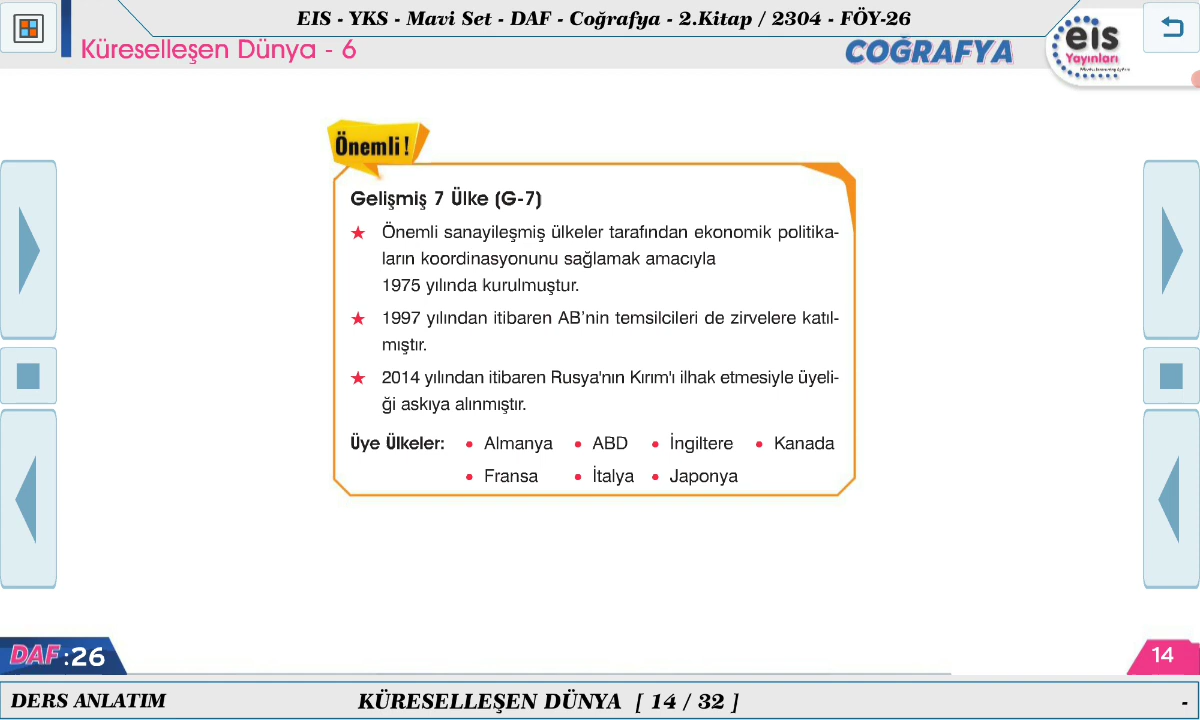 EIS - YKS - Mavi Set - DAF - Coğrafya - 2.Kitap / 2304 - FÖY-26
Küreselleşen Dünya - 6
COĞRAFYA
eis
Yayınları
Önemli!
Gelişmiş 7 Ülke (G-7)
★ Önemli sanayileşmiş ülkeler tarafından ekonomik politika-
ların koordinasyonunu sağlamak amacıyla
1975 yılında kurulmuştur.
★ 1997 yılından itibaren AB’nin temsilcileri de zirvelere katıl-
mıştır.
★ 2014 yılından itibaren Rusya'nın Kırım'ı ilhak etmesiyle üyeli-
ği askıya alınmıştır.
Üye Ülkeler: • Almanya • ABD • İngiltere • Kanada
• Fransa • İtalya • Japonya
DAF :26
14
DERS ANLATIM KÜRESELLEŞEN DÜNYA [ 14 / 32 ] -